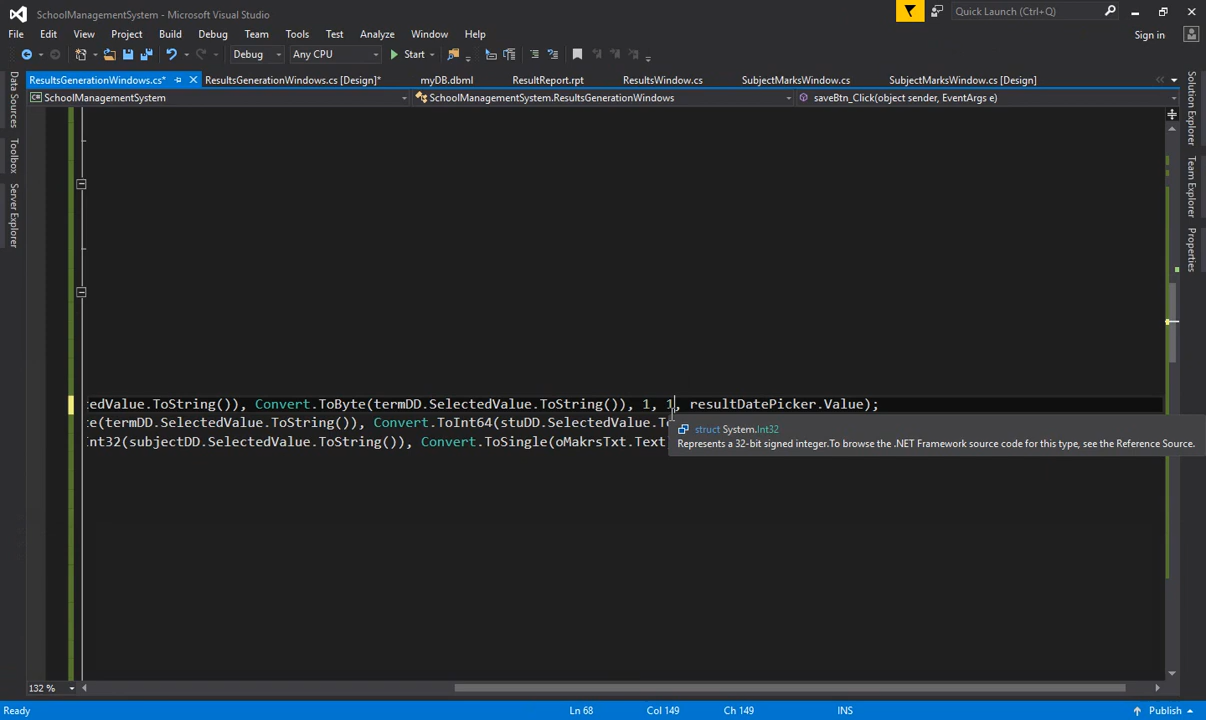 SchoolManagementSystem - Microsoft Visual Studio
Quick Launch (Ctrl+Q)
File Edit View Project Build Debug Team Tools Test Analyze Window Help
Sign in
Debug Any CPU Start
ResultsGenerationWindows.cs* ResultsGenerationWindows.cs [Design]* myDB.dbml ResultReport.rpt ResultsWindow.cs SubjectMarksWindow.cs SubjectMarksWindow.cs [Design]
SchoolManagementSystem SchoolManagementSystem.ResultsGenerationWindows saveBtn_Click(object sender, EventArgs e)
Data Sources
Toolbox
Server Explorer
Solution Explorer
Team Explorer
Properties
tedValue.ToString()), Convert.ToByte(termDD.SelectedValue.ToString()), 1, 1, resultDatePicker.Value);
te(termDD.SelectedValue.ToString()), Convert.ToInt64(stuDD.SelectedValue.To
Int32(subjectDD.SelectedValue.ToString()), Convert.ToSingle(oMakrsTxt.Text
struct System.Int32
Represents a 32-bit signed integer.To browse the .NET Framework source code for this type, see the Reference Source.
132 %
Ready Ln 68 Col 149 Ch 149 INS Publish